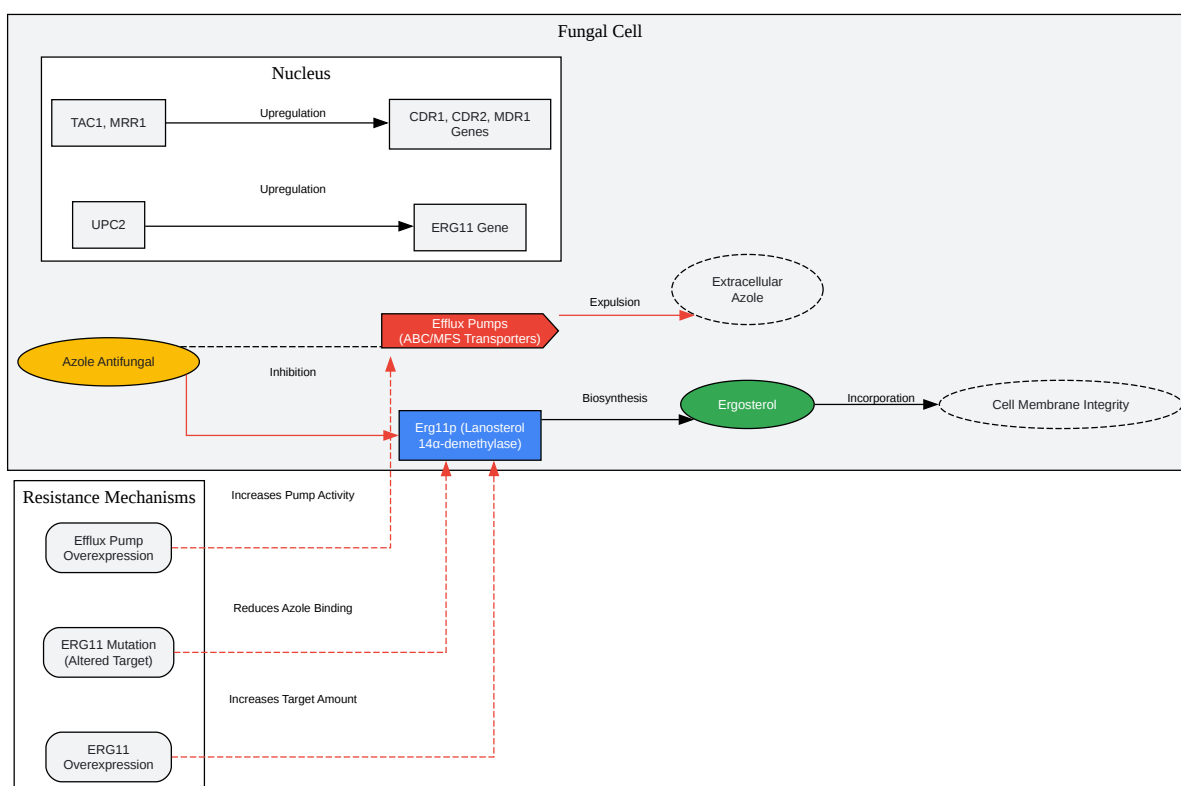 Fungal Cell
Nucleus
TAC1, MRR1
Upregulation
CDR1, CDR2, MDR1
Genes
UPC2
Upregulation
ERG11 Gene
Extracellular
Azole
Expulsion
Efflux Pumps
(ABC/MFS Transporters)
Azole Antifungal
Inhibition
Erg11p (Lanosterol
14α-demethylase)
Biosynthesis
Ergosterol
Incorporation
Cell Membrane Integrity
Resistance Mechanisms
Increases Pump Activity
Efflux Pump
Overexpression
Reduces Azole Binding
ERG11 Mutation
(Altered Target)
Increases Target Amount
ERG11
Overexpression